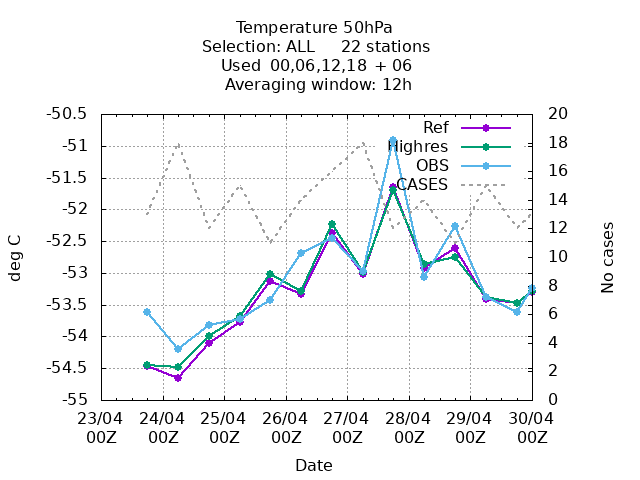 Temperature 50hPa
Selection: ALL 22 stations
Used 00,06,12,18 + 06
Averaging window: 12h
-50.5
-51
-51.5
-52
-52.5
-53
-53.5
-54
-54.5
-55
deg C
20
18
16
14
12
10
8
6
4
2
0
No cases
Ref
Highres
OBS
CASES
23/04 24/04 25/04 26/04 27/04 28/04 29/04 30/04
00Z 00Z 00Z 00Z 00Z 00Z 00Z 00Z
Date